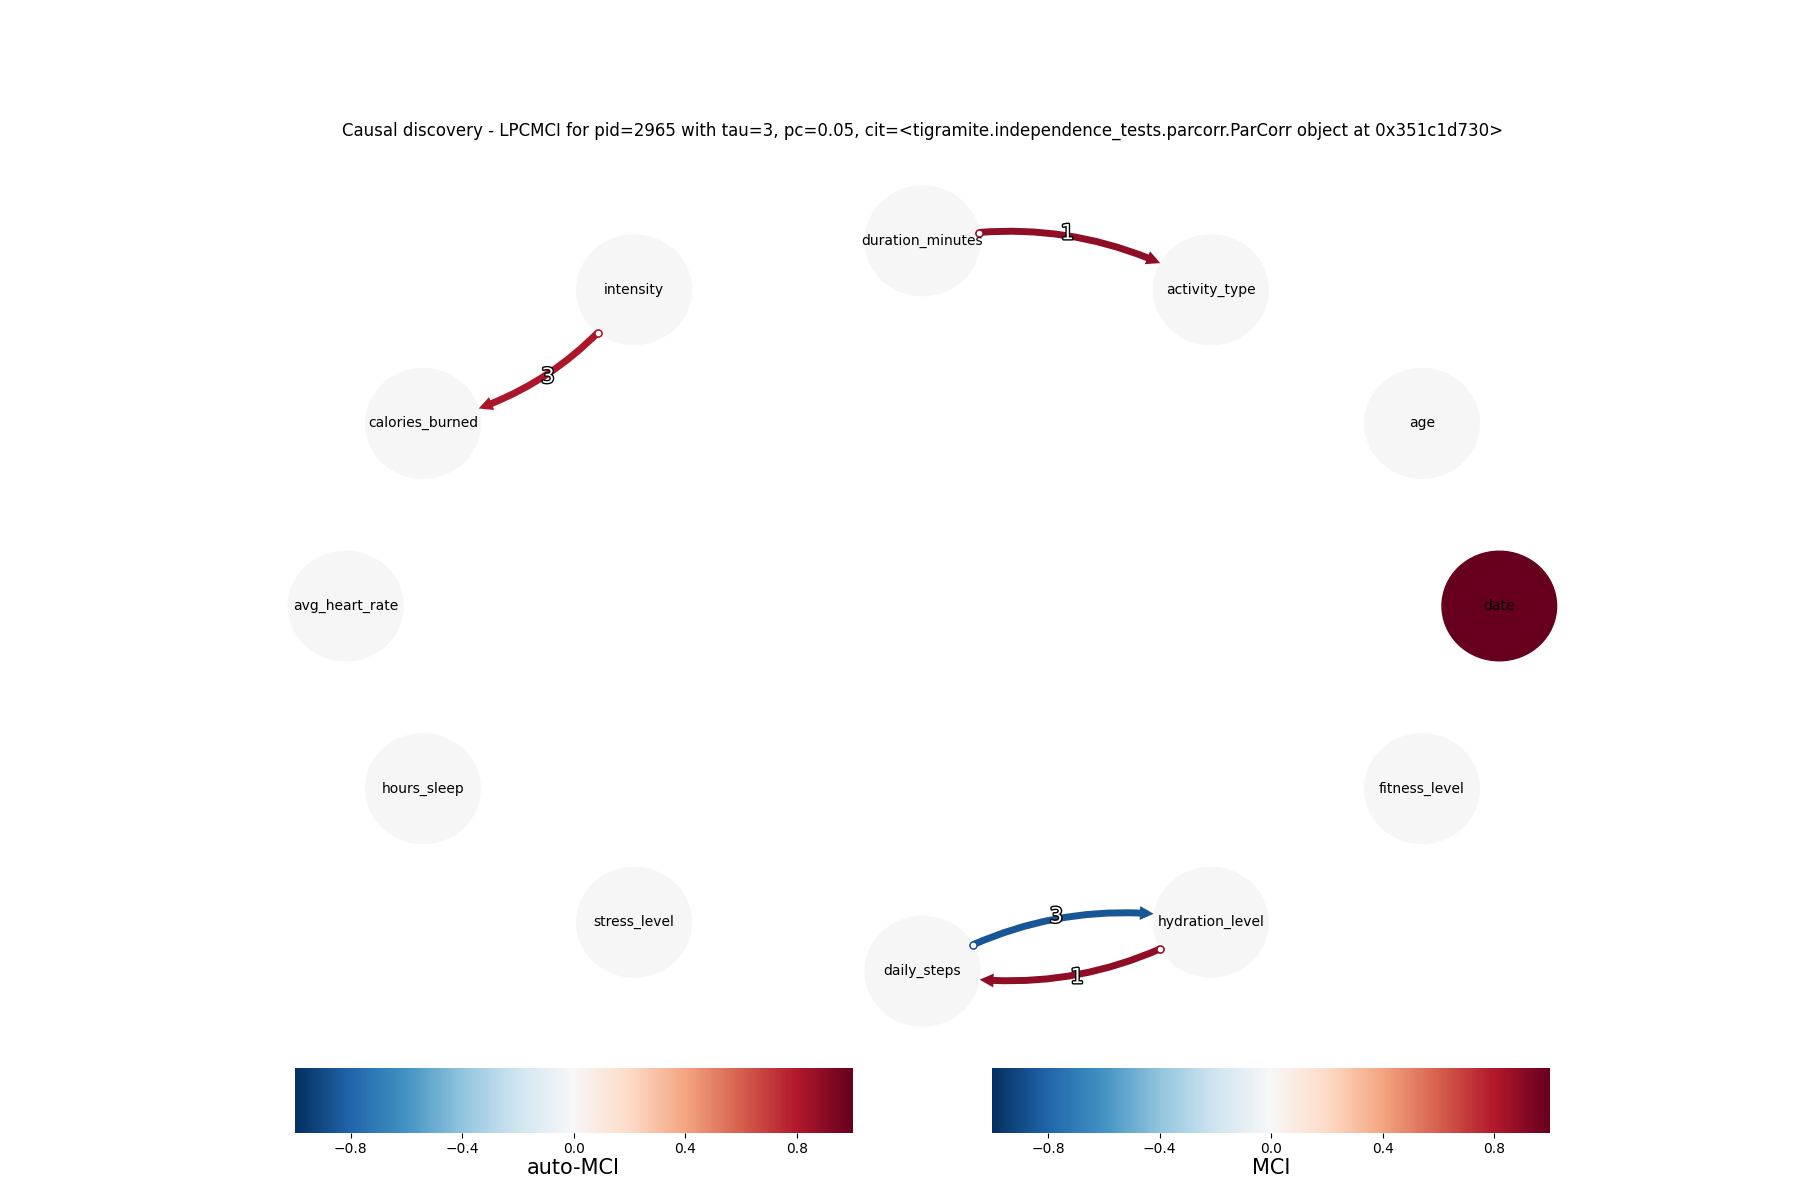 Causal discovery - LPCMCI for pid=2965 with tau=3, pc=0.05, cit=<tigramite.independence_tests.parcorr.ParCorr object at 0x351c1d730>
duration_minutes
1
intensity
activity_type
3
calories_burned
age
avg_heart_rate
date
hours_sleep
fitness_level
3
stress_level
hydration_level
daily_steps
1
−0.8 −0.4 0.0 0.4 0.8
auto-MCI
−0.8 −0.4 0.0 0.4 0.8
MCI